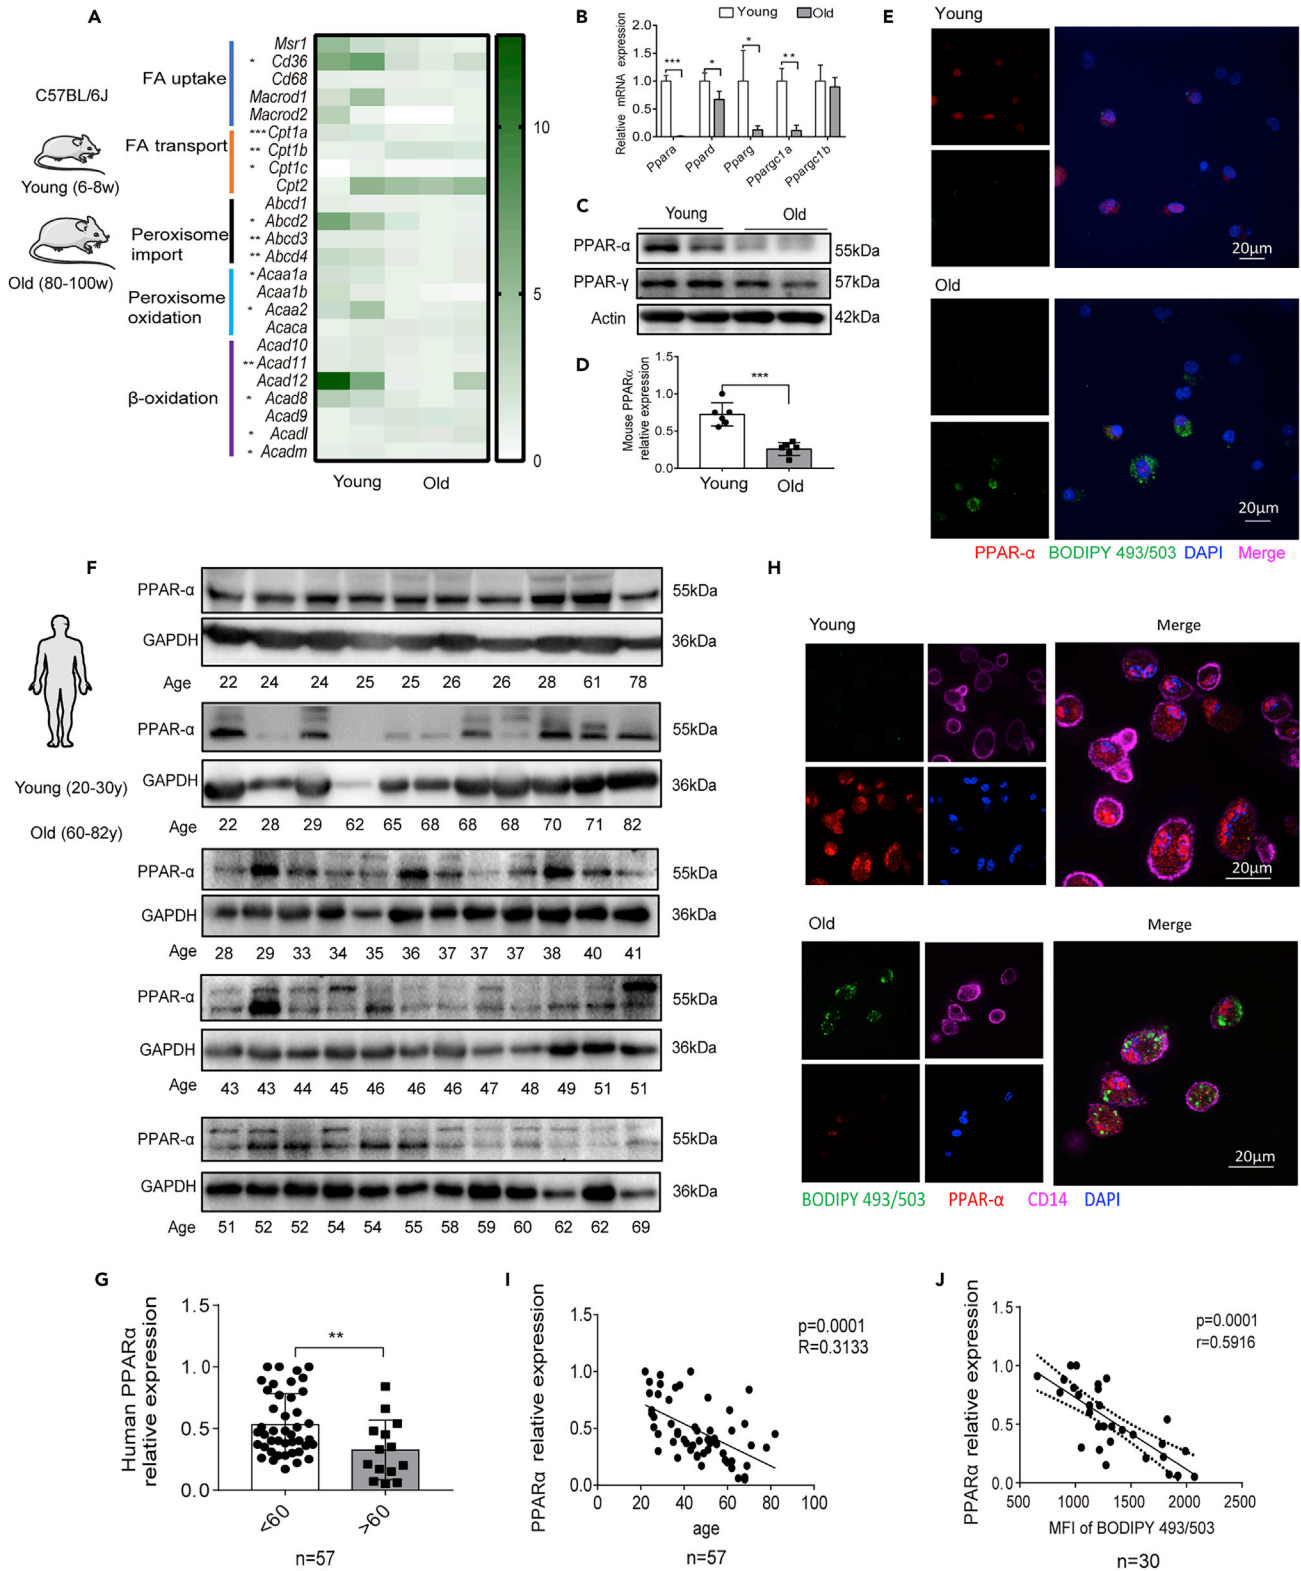 A
C57BL/6J
Young (6-8w)
Old (80-100w)
FA uptake
FA transport
Peroxisome
import
Peroxisome
oxidation
β-oxidation
Msr1
* Cd36
Cd68
Macrod1
Macrod2
*** Cpt1a
** Cpt1b
* Cpt1c
Cpt2
Abcd1
* Abcd2
** Abcd3
** Abcd4
* Acaa1a
Acaa1b
* Acaa2
Acaca
Acad10
** Acad11
Acad12
* Acad8
Acad9
* Acadl
* Acadm
Young Old
10
5
0
B
Young Old
Relative mRNA expression
2.0
1.5
1.0
0.5
0.0
*** * * **
Ppara Ppard Pparg Ppargc1a Ppargc1b
C
Young Old
PPAR-α 55kDa
PPAR-γ 57kDa
Actin 42kDa
D
Mouse PPARα
relative expression
1.5
1.0
0.5
0.0
***
Young Old
E
Young
20μm
Old
20μm
PPAR-α BODIPY 493/503 DAPI Merge
F
Young (20-30y)
Old (60-82y)
PPAR-α 55kDa
GAPDH 36kDa
Age 22 24 24 25 25 26 26 28 61 78
PPAR-α 55kDa
GAPDH 36kDa
Age 22 28 29 62 65 68 68 68 70 71 82
PPAR-α 55kDa
GAPDH 36kDa
Age 28 29 33 34 35 36 37 37 37 38 40 41
PPAR-α 55kDa
GAPDH 36kDa
Age 43 43 44 45 46 46 46 47 48 49 51 51
PPAR-α 55kDa
GAPDH 36kDa
Age 51 52 52 54 54 55 58 59 60 62 62 69
H
Young Merge
20μm
Old Merge
20μm
BODIPY 493/503 PPAR-α CD14 DAPI
G
Human PPARα
relative expression
1.5
1.0
0.5
0.0
**
<60 >60
n=57
I
PPARα relative expression
1.5
1.0
0.5
0.0
p=0.0001
R=0.3133
0 20 40 60 80 100
age
n=57
J
PPARα relative expression
1.5
1.0
0.5
0.0
p=0.0001
r=0.5916
500 1000 1500 2000 2500
MFI of BODIPY 493/503
n=30